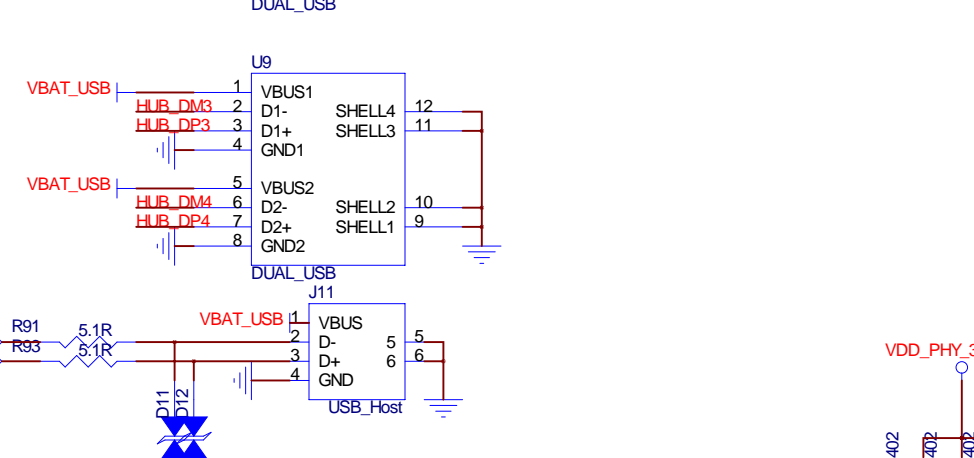 DUAL_USB
U9
VBAT_USB 1 VBUS1
HUB_DM3 2 D1- SHELL4 12
HUB_DP3 3 D1+ SHELL3 11
4 GND1
VBAT_USB 5 VBUS2
HUB_DM4 6 D2- SHELL2 10
HUB_DP4 7 D2+ SHELL1 9
8 GND2
DUAL_USB
J11
VBAT_USB 1 VBUS
R91 5.1R 2 D- 5 5
R93 5.1R 3 D+ 6 6
4 GND
USB_Host
D11
D12
VDD_PHY_3
402
402
402